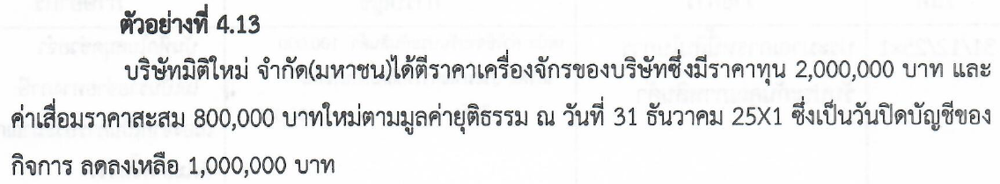 ตัวอย่างที่ 4.13
บริษัทมิติใหม่ จำกัด(มหาชน)ได้ตีราคาเครื่องจักรของบริษัทซึ่งมีราคาทุน 2,000,000 บาท และ
ค่าเสื่อมราคาสะสม 800,000 บาทใหม่ตามมูลค่ายุติธรรม ณ วันที่ 31 ธันวาคม 25X1 ซึ่งเป็นวันปิดบัญชีของ
กิจการ ลดลงเหลือ 1,000,000 บาท